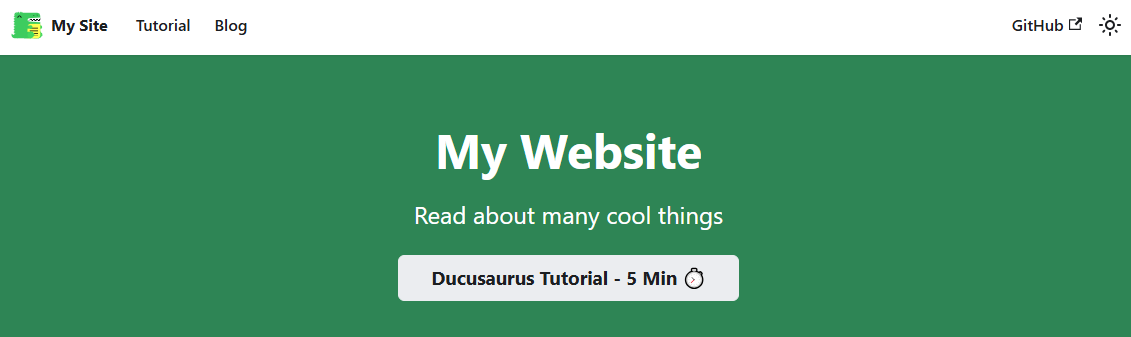 My Site Tutorial Blog GitHub
My Website
Read about many cool things
Ducusaurus Tutorial - 5 Min ⏱️